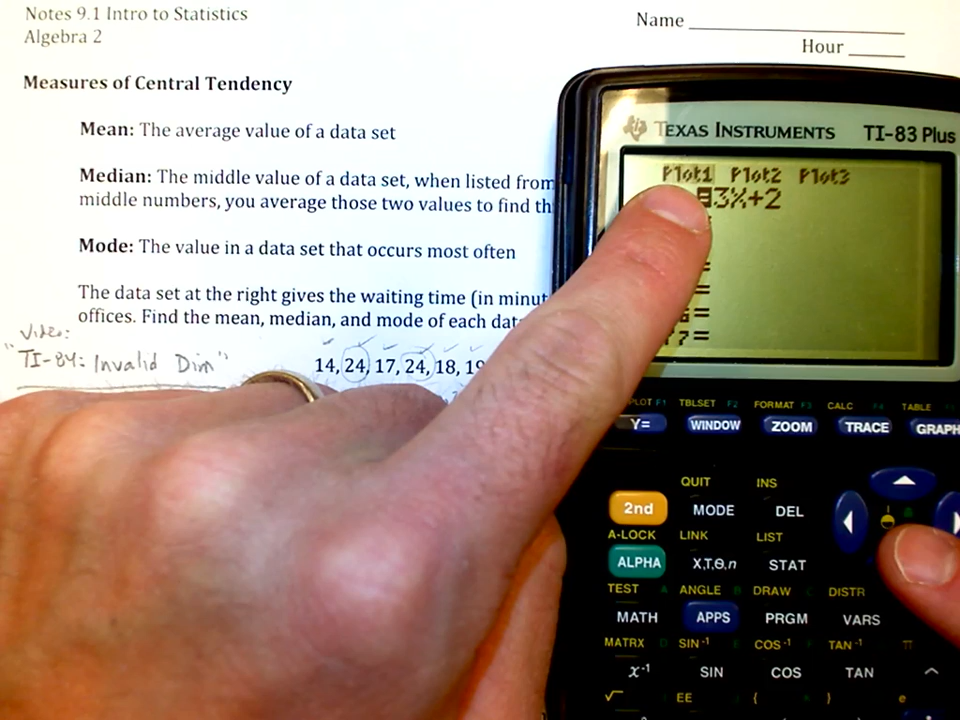 Notes 9.1 Intro to Statistics
Algebra 2
Name
Hour
Measures of Central Tendency
Mean: The average value of a data set
Median: The middle value of a data set, when listed from
middle numbers, you average those two values to find
Mode: The value in a data set that occurs most often
The data set at the right gives the waiting time (in
offices. Find the mean, median, and mode of each
Video:
"TI-84: Invalid Dim"
14, 24, 17, 24, 18, 19
TEXAS INSTRUMENTS TI-83 Plus
Plot1 Plot2 Plot3
3X+2
=
=
=
=
PLOT F1 TBLSET F2 FORMAT F3 CALC F4 TABLE
Y= WINDOW ZOOM TRACE GRAPH
QUIT INS
2nd MODE DEL
A-LOCK LINK LIST
ALPHA X,T,Θ,n STAT
TEST A ANGLE B DRAW C DISTR
MATH APPS PRGM VARS
MATRX D SIN⁻¹ E COS⁻¹ F TAN⁻¹ G π
x⁻¹ SIN COS TAN ^
√ EE { } e